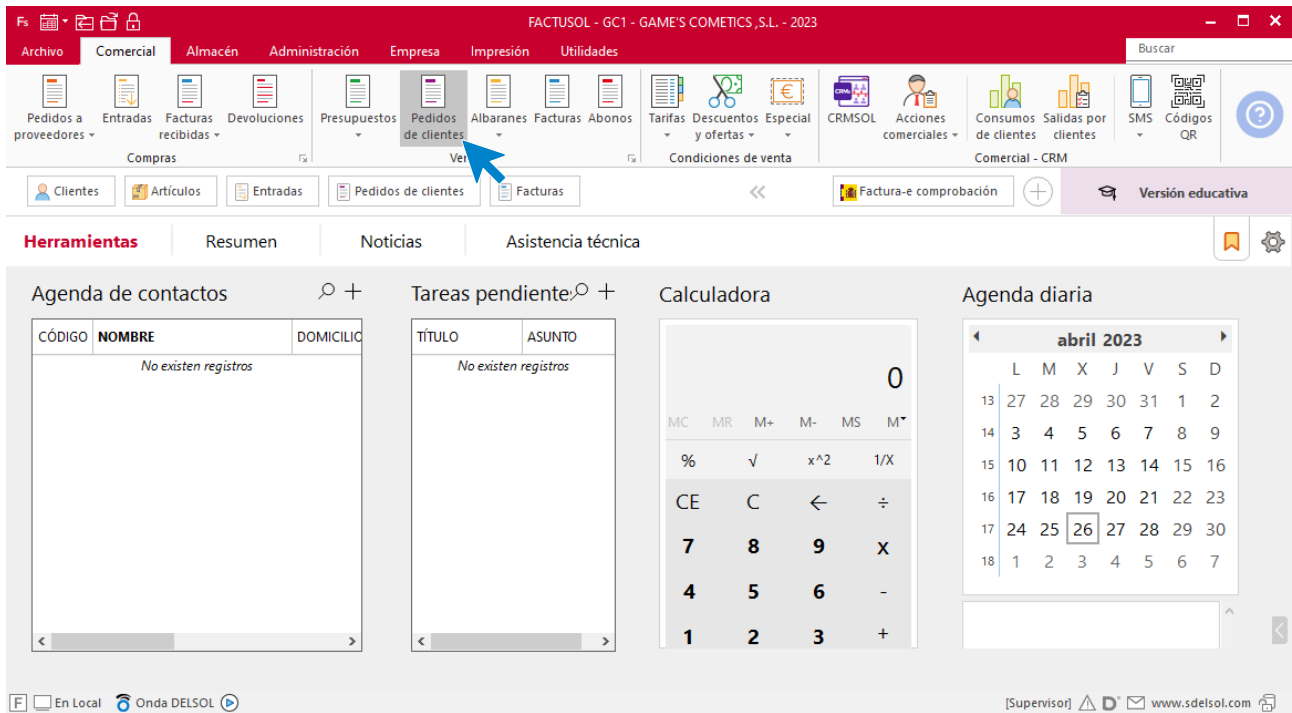 Fs
FACTUSOL - GC1 - GAME'S COMETICS ,S.L. - 2023
Archivo Comercial Almacén Administración Empresa Impresión Utilidades Buscar
Pedidos a proveedores Entradas Facturas recibidas Devoluciones Presupuestos Pedidos de clientes Albaranes Facturas Abonos Tarifas Descuentos y ofertas Especial CRMSOL Acciones comerciales Consumos de clientes Salidas por clientes SMS Códigos QR
Compras Condiciones de venta Comercial - CRM
Clientes Artículos Entradas Pedidos de clientes Facturas Factura-e comprobación Versión educativa
Herramientas Resumen Noticias Asistencia técnica
Agenda de contactos Tareas pendiente Calculadora Agenda diaria
CÓDIGO NOMBRE DOMICILIO
No existen registros
TÍTULO ASUNTO
No existen registros
0
MC MR M+ M- MS M
% √ x^2 1/X
CE C ← ÷
7 8 9 x
4 5 6 -
1 2 3 +
abril 2023
L M X J V S D
13 27 28 29 30 31 1 2
14 3 4 5 6 7 8 9
15 10 11 12 13 14 15 16
16 17 18 19 20 21 22 23
17 24 25 26 27 28 29 30
18 1 2 3 4 5 6 7
F En Local Onda DELSOL [Supervisor] D www.sdelsol.com